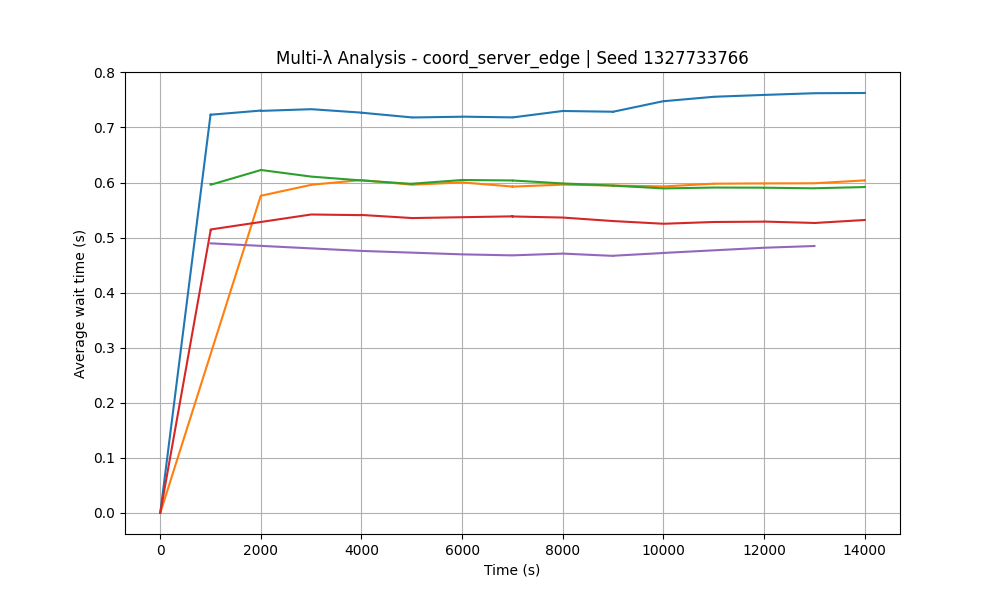 Multi-λ Analysis - coord_server_edge | Seed 1327733766
Average wait time (s)
0.8
0.7
0.6
0.5
0.4
0.3
0.2
0.1
0.0
0 2000 4000 6000 8000 10000 12000 14000
Time (s)